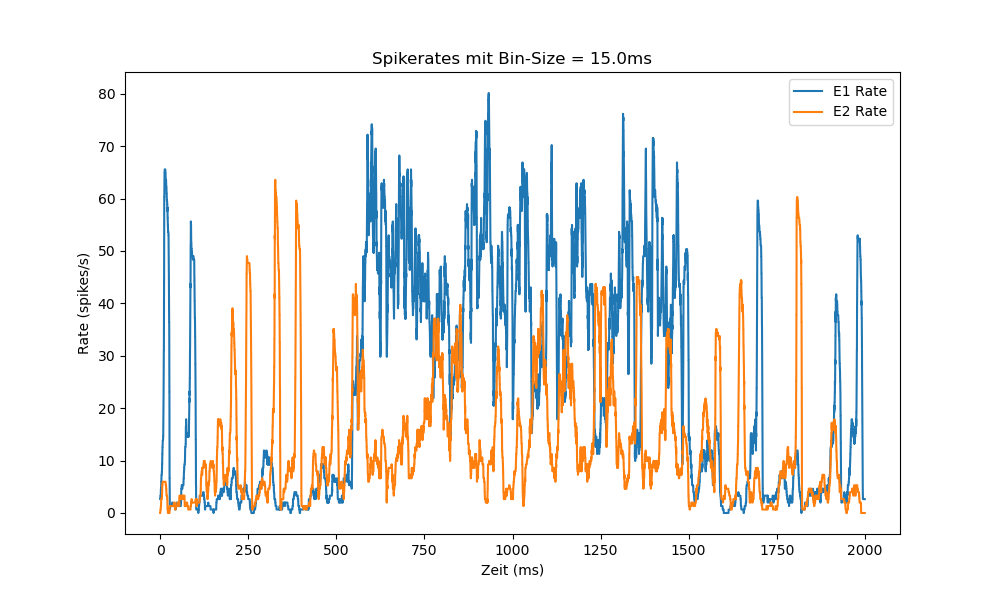 Spikerates mit Bin-Size = 15.0ms
E1 Rate
E2 Rate
80
70
60
50
40
30
20
10
0
Rate (spikes/s)
0 250 500 750 1000 1250 1500 1750 2000
Zeit (ms)